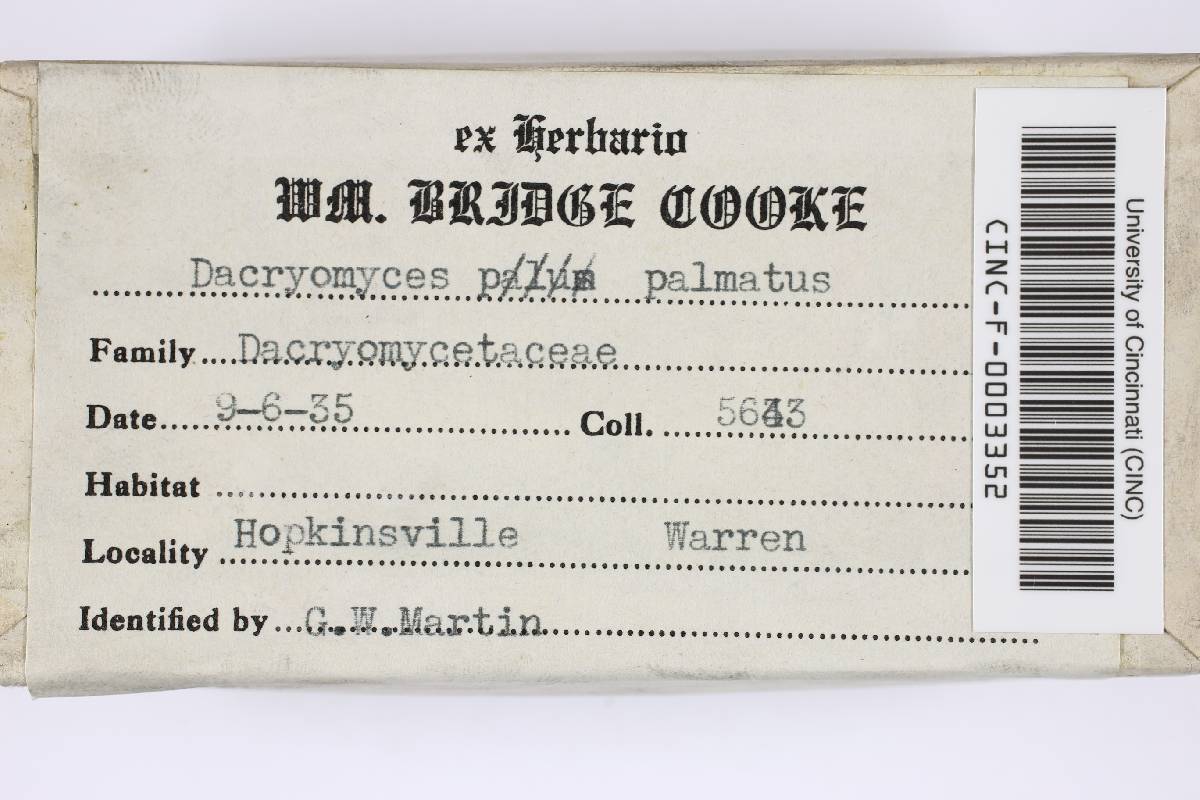 ex Herbario
WM. BRIDGE COOKE
Dacryomyces palmatus
Family Dacryomycetaceae
Date 9-6-35 Coll.
Habitat
Locality Hopkinsville Warren
Identified by G.W.Martin
CINC-F-0003352
University of Cincinnati (CINC)